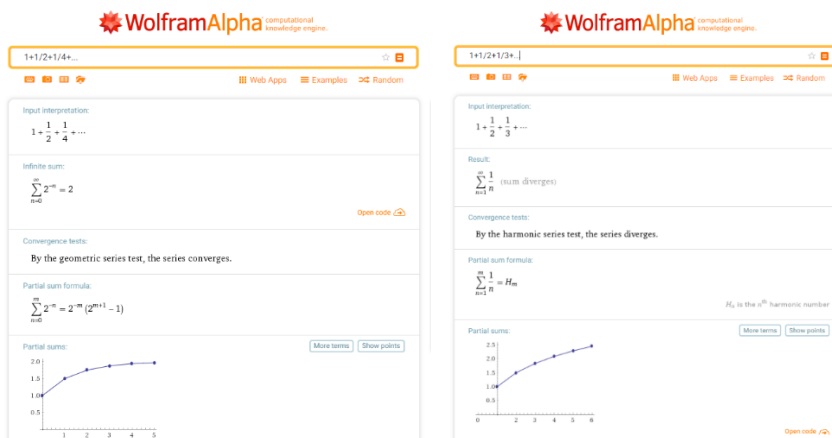 WolframAlpha computational knowledge engine.
1+1/2+1/4+...
Web Apps Examples Random
Input interpretation:
1 + 1/2 + 1/4 + ⋯
Infinite sum:
∑_{n=0}^{∞} 2^{-n} = 2
Open code
Convergence tests:
By the geometric series test, the series converges.
Partial sum formula:
∑_{n=0}^{m} 2^{-n} = 2^{-m} (2^{m+1} - 1)
Partial sums:
More terms Show points
2.0
1.5
1.0
0.5
1 2 3 4 5
WolframAlpha computational knowledge engine.
1+1/2+1/3+..
Web Apps Examples Random
Input interpretation:
1 + 1/2 + 1/3 + ⋯
Result:
∑_{n=1}^{∞} 1/n (sum diverges)
Convergence tests:
By the harmonic series test, the series diverges.
Partial sum formula:
∑_{n=1}^{m} 1/n = H_m
H_n is the n^th harmonic number
Partial sums:
More terms Show points
2.5
2.0
1.5
1.0
0.5
0 2 3 4 5 6
Open code